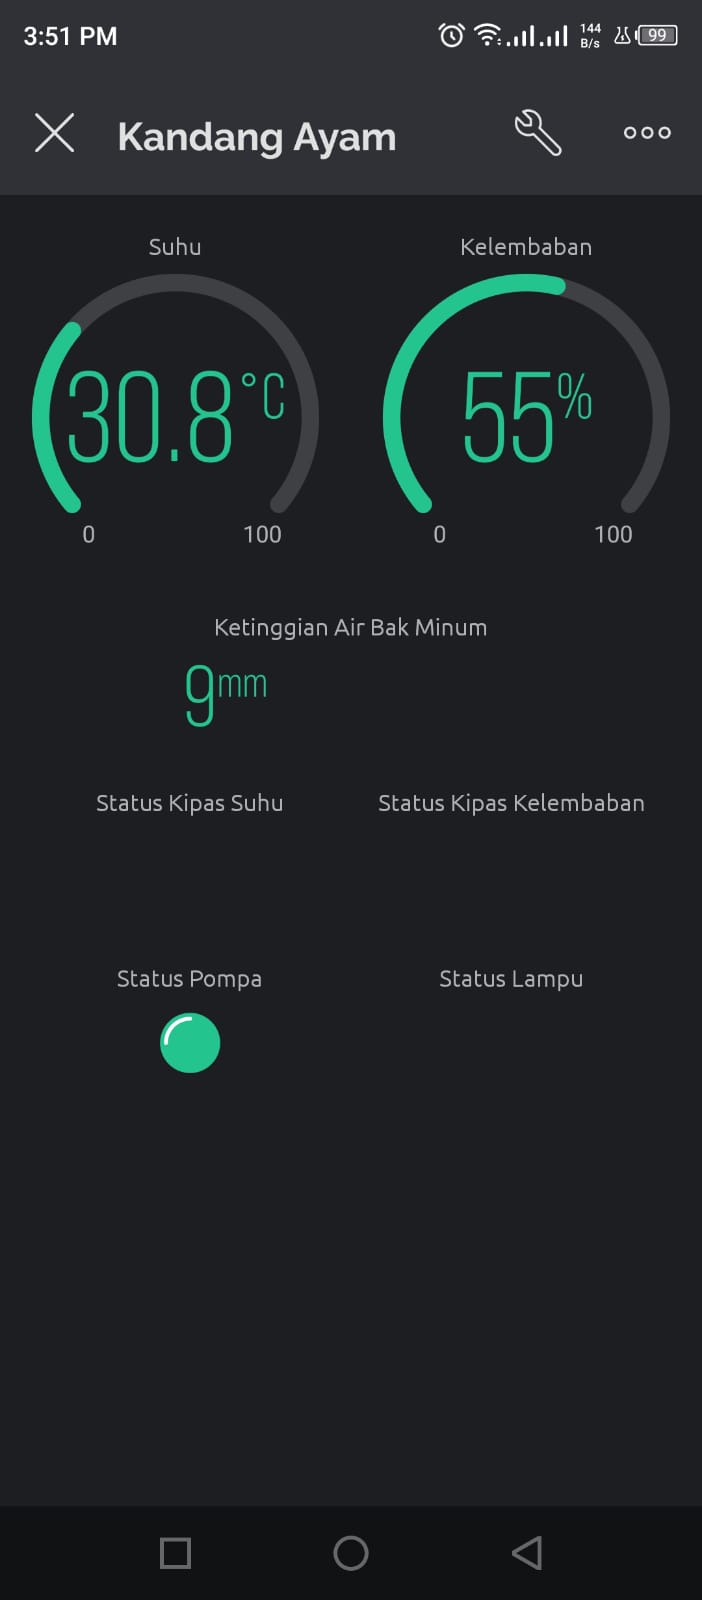 3:51 PM
144
B/s
99
Kandang Ayam
Suhu
Kelembaban
30.8°C
55%
0
100
0
100
Ketinggian Air Bak Minum
9mm
Status Kipas Suhu
Status Kipas Kelembaban
Status Pompa
Status Lampu